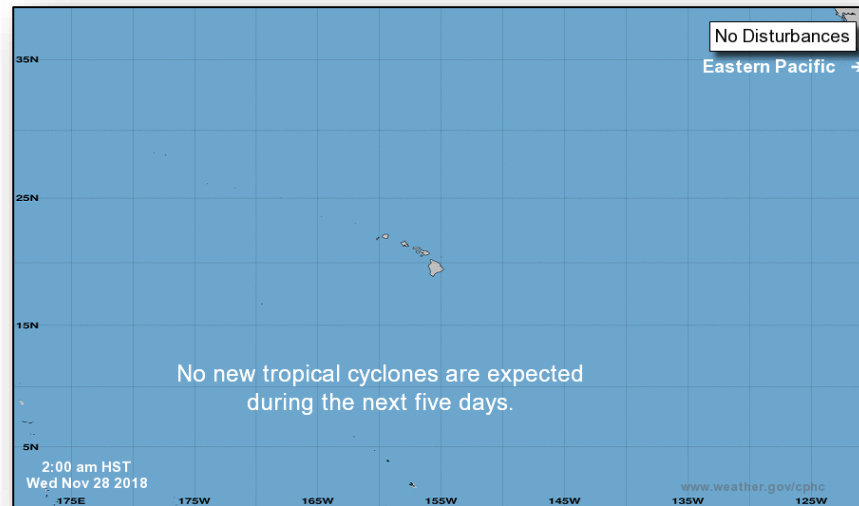 No Disturbances
Eastern Pacific →
35N
25N
15N
No new tropical cyclones are expected
during the next five days.
5N
2:00 am HST
Wed Nov 28 2018
www.weather.gov/cphc
175E 175W 165W 155W 145W 135W 125W